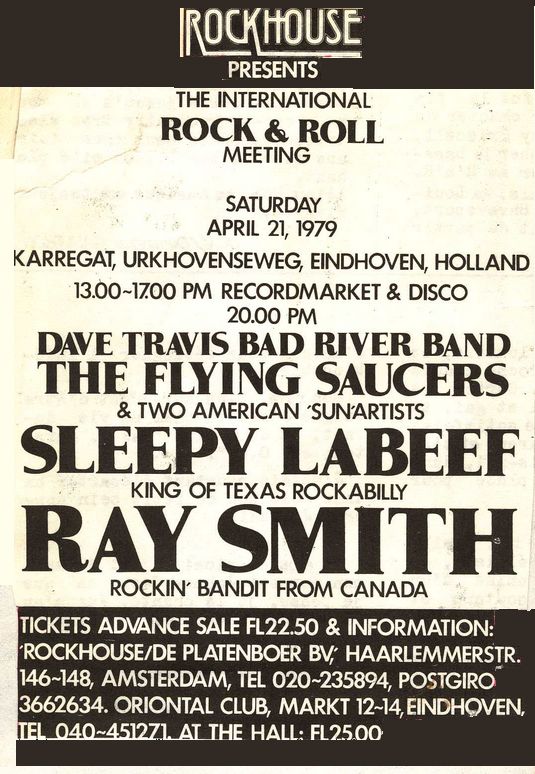 ROCKHOUSE
PRESENTS
THE INTERNATIONAL
ROCK & ROLL
MEETING
SATURDAY
APRIL 21, 1979
KARREGAT, URKHOVENSEWEG, EINDHOVEN, HOLLAND
13.00~17.00 PM RECORDMARKET & DISCO
20.00 PM
DAVE TRAVIS BAD RIVER BAND
THE FLYING SAUCERS
& TWO AMERICAN ‘SUN’ARTISTS
SLEEPY LABEEF
KING OF TEXAS ROCKABILLY
RAY SMITH
ROCKIN’ BANDIT FROM CANADA
TICKETS ADVANCE SALE FL22.50 & INFORMATION:
‘ROCKHOUSE/DE PLATENBOER BV,’ HAARLEMMERSTR.
146~148, AMSTERDAM, TEL 020~235894, POSTGIRO
3662634. ORIONTAL CLUB, MARKT 12~14, EINDHOVEN,
TEL 040~451271. AT THE HALL: FL25.00